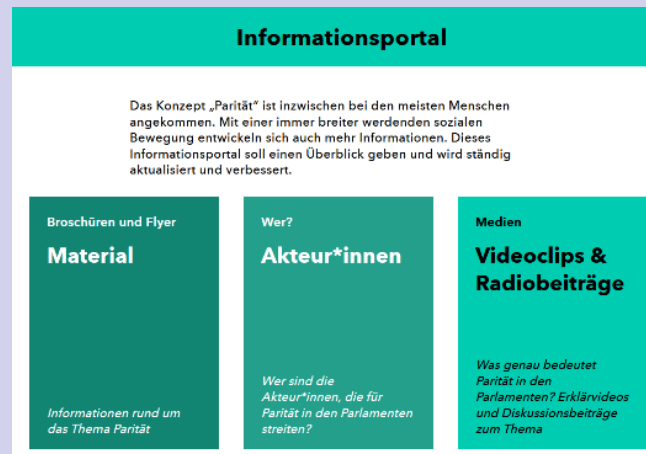 Informationsportal
Das Konzept „Parität“ ist inzwischen bei den meisten Menschen
angekommen. Mit einer immer breiter werdenden sozialen
Bewegung entwickeln sich auch mehr Informationen. Dieses
Informationsportal soll einen Überblick geben und wird ständig
aktualisiert und verbessert.
Broschüren und Flyer
Material
Informationen rund um
das Thema Parität
Wer?
Akteur*innen
Wer sind die
Akteur*innen, die für
Parität in den Parlamenten
streiten?
Medien
Videoclips &
Radiobeiträge
Was genau bedeutet
Parität in den
Parlamenten? Erklärvideos
und Diskussionsbeiträge
zum Thema